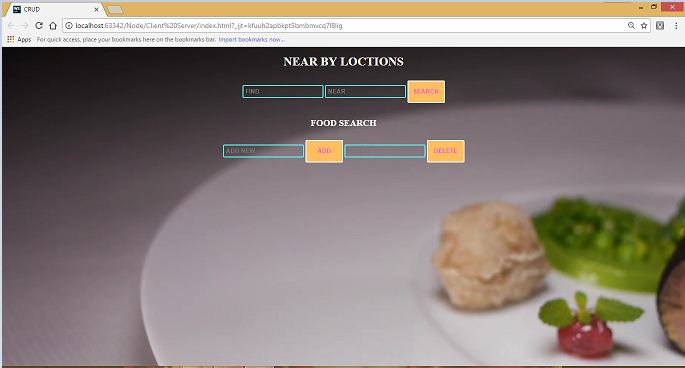 CRUD
localhost:63342/Node/Client%20Server/index.html?_ijt=kfuuh2apbkpt5bmbmvcq7l8lig
Apps For quick access, place your bookmarks here on the bookmarks bar. Import bookmarks now...
NEAR BY LOCTIONS
FIND NEAR SEARCH
FOOD SEARCH
ADD NEW ADD DELETE